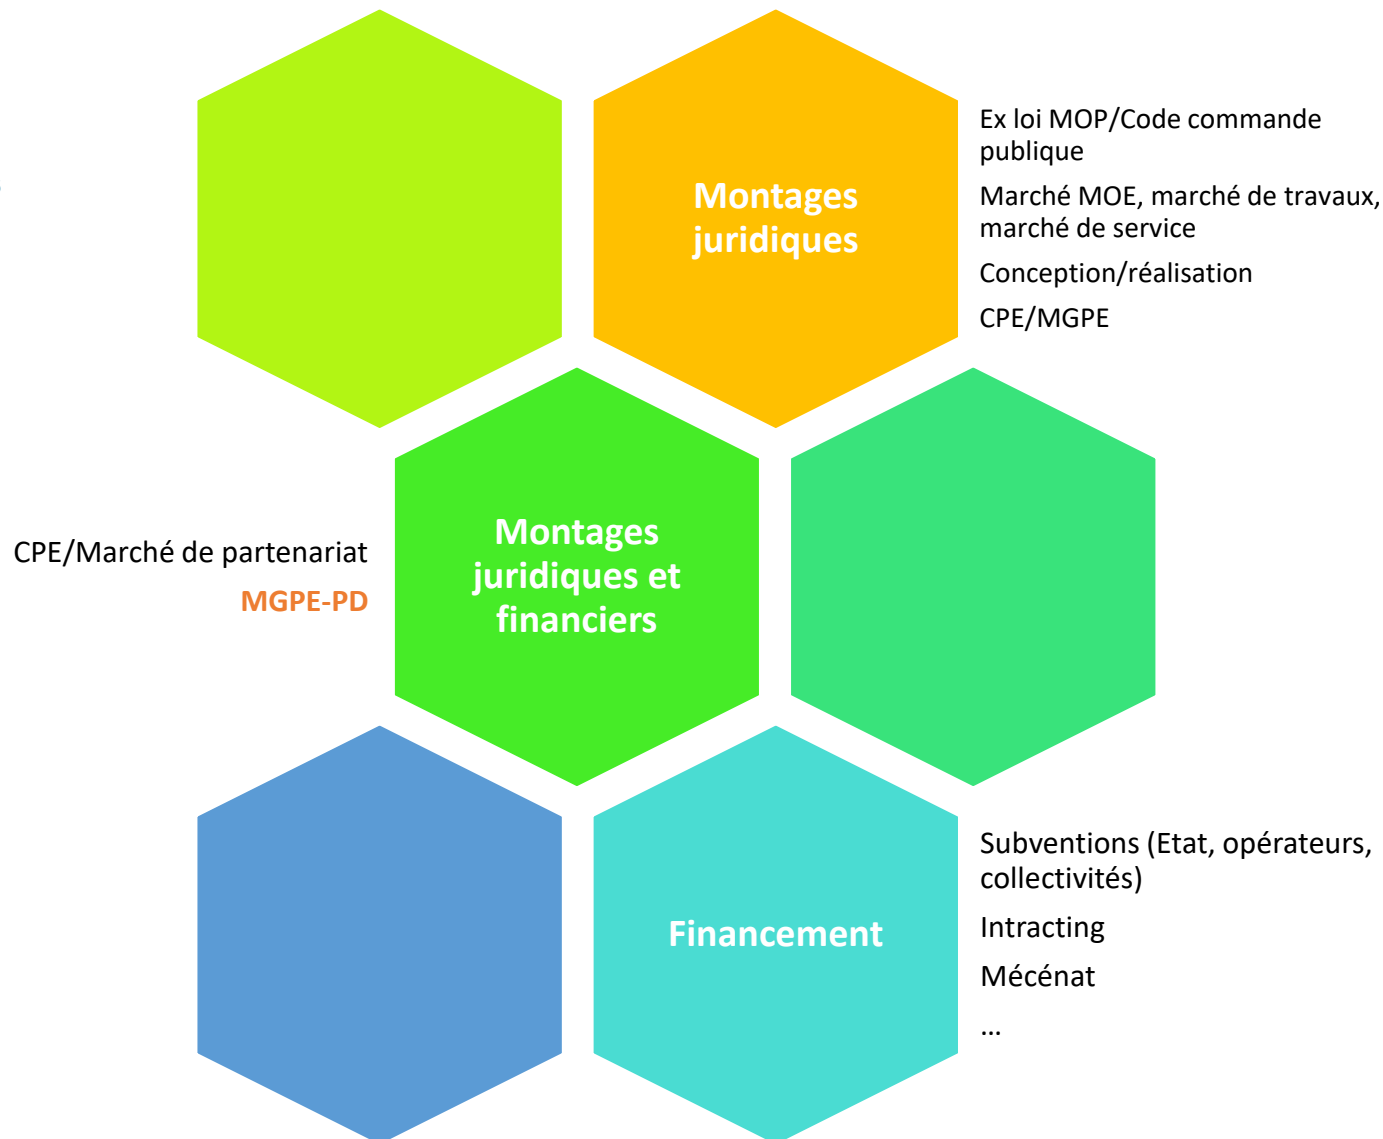 Montages
juridiques
Ex loi MOP/Code commande
publique
Marché MOE, marché de travaux,
marché de service
Conception/réalisation
CPE/MGPE
CPE/Marché de partenariat
MGPE-PD
Montages
juridiques et
financiers
Financement
Subventions (Etat, opérateurs,
collectivités)
Intracting
Mécénat
...